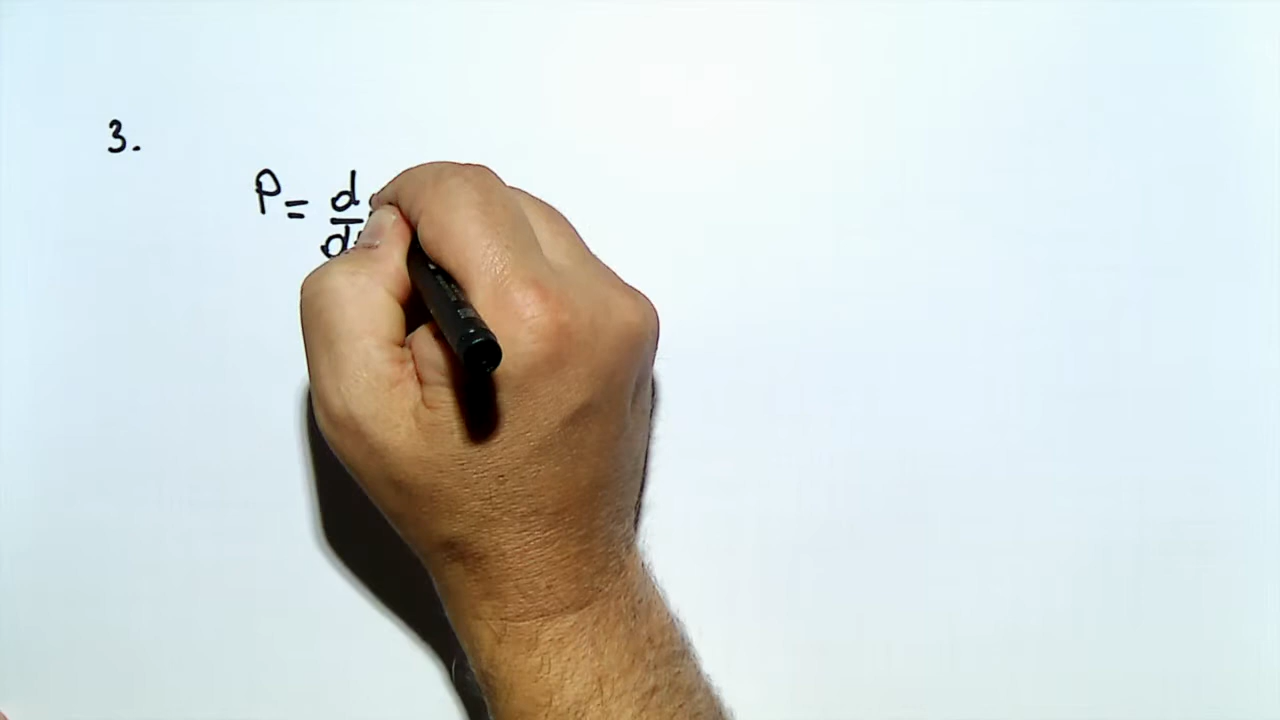 3.
P = d/d